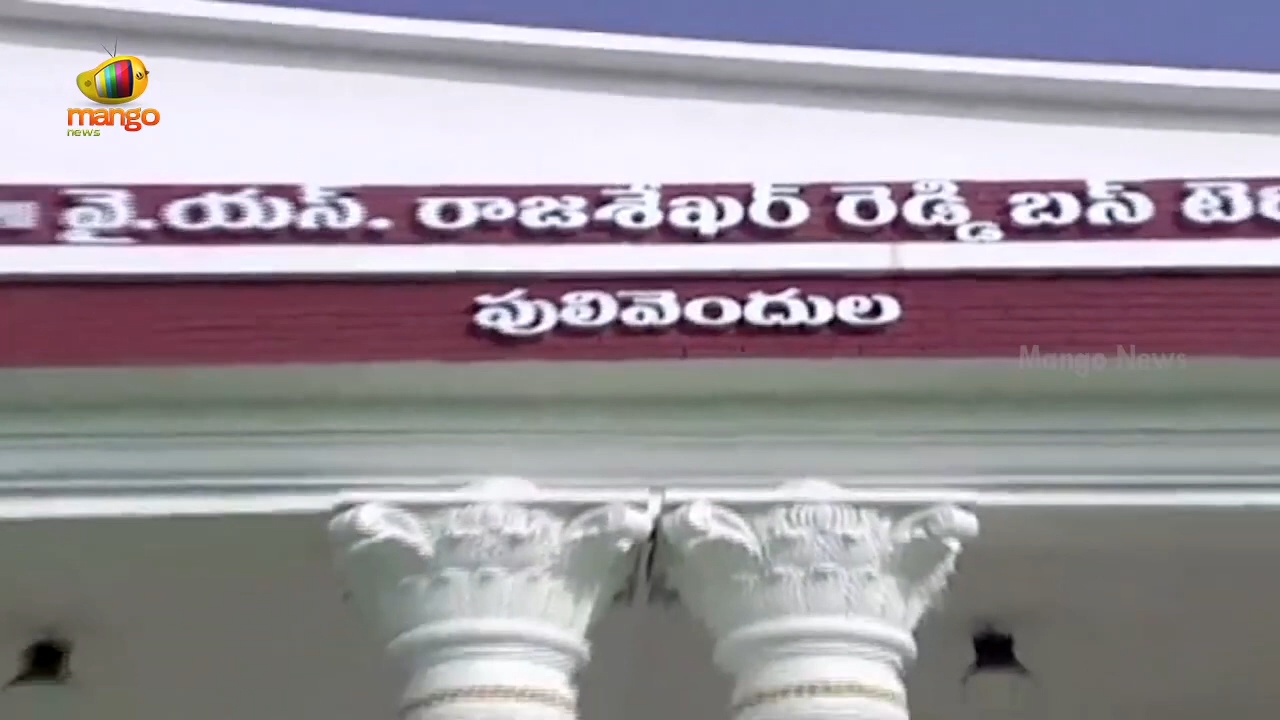 mango
news
వై.యస్. రాజశేఖర్ రెడ్డి బస్
పులివెందుల
Mango News